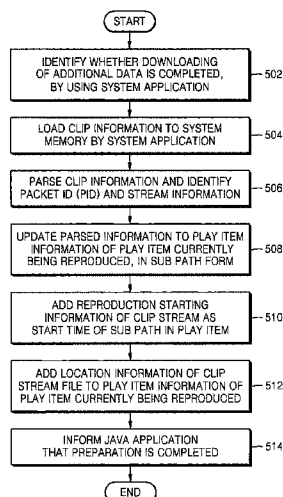 START
IDENTIFY WHETHER DOWNLOADING
OF ADDITIONAL DATA IS COMPLETED,
BY USING SYSTEM APPLICATION
502
LOAD CLIP INFORMATION TO SYSTEM
MEMORY BY SYSTEM APPLICATION
504
PARSE CLIP INFORMATION AND IDENTIFY
PACKET ID (PID) AND STREAM INFORMATION
506
UPDATE PARSED INFORMATION TO PLAY ITEM
INFORMATION OF PLAY ITEM CURRENTLY
BEING REPRODUCED, IN SUB PATH FORM
508
ADD REPRODUCTION STARTING
INFORMATION OF CLIP STREAM AS
START TIME OF SUB PATH IN PLAY ITEM
510
ADD LOCATION INFORMATION OF CLIP
STREAM FILE TO PLAY ITEM INFORMATION OF
PLAY ITEM CURRENTLY BEING REPRODUCED
512
INFORM JAVA APPLICATION
THAT PREPARATION IS COMPLETED
514
END